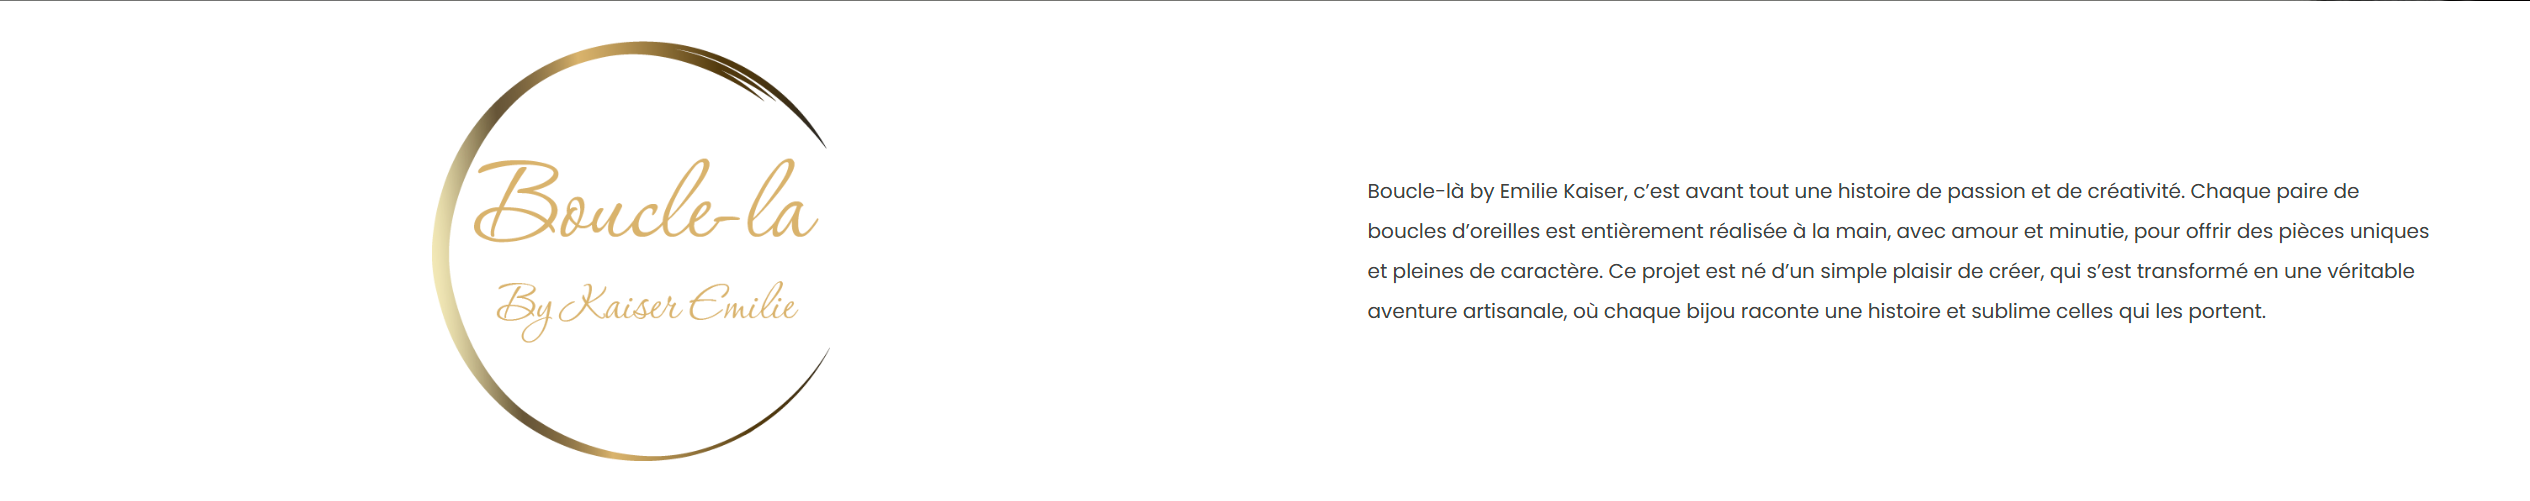 Boucle-la
By Kaiser Emilie
Boucle-là by Emilie Kaiser, c’est avant tout une histoire de passion et de créativité. Chaque paire de
boucles d’oreilles est entièrement réalisée à la main, avec amour et minutie, pour offrir des pièces uniques
et pleines de caractère. Ce projet est né d’un simple plaisir de créer, qui s’est transformé en une véritable
aventure artisanale, où chaque bijou raconte une histoire et sublime celles qui les portent.